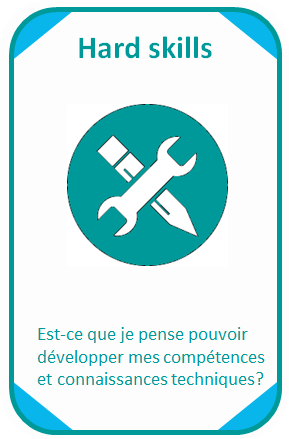 Hard skills
Est-ce que je pense pouvoir
développer mes compétences
et connaissances techniques?